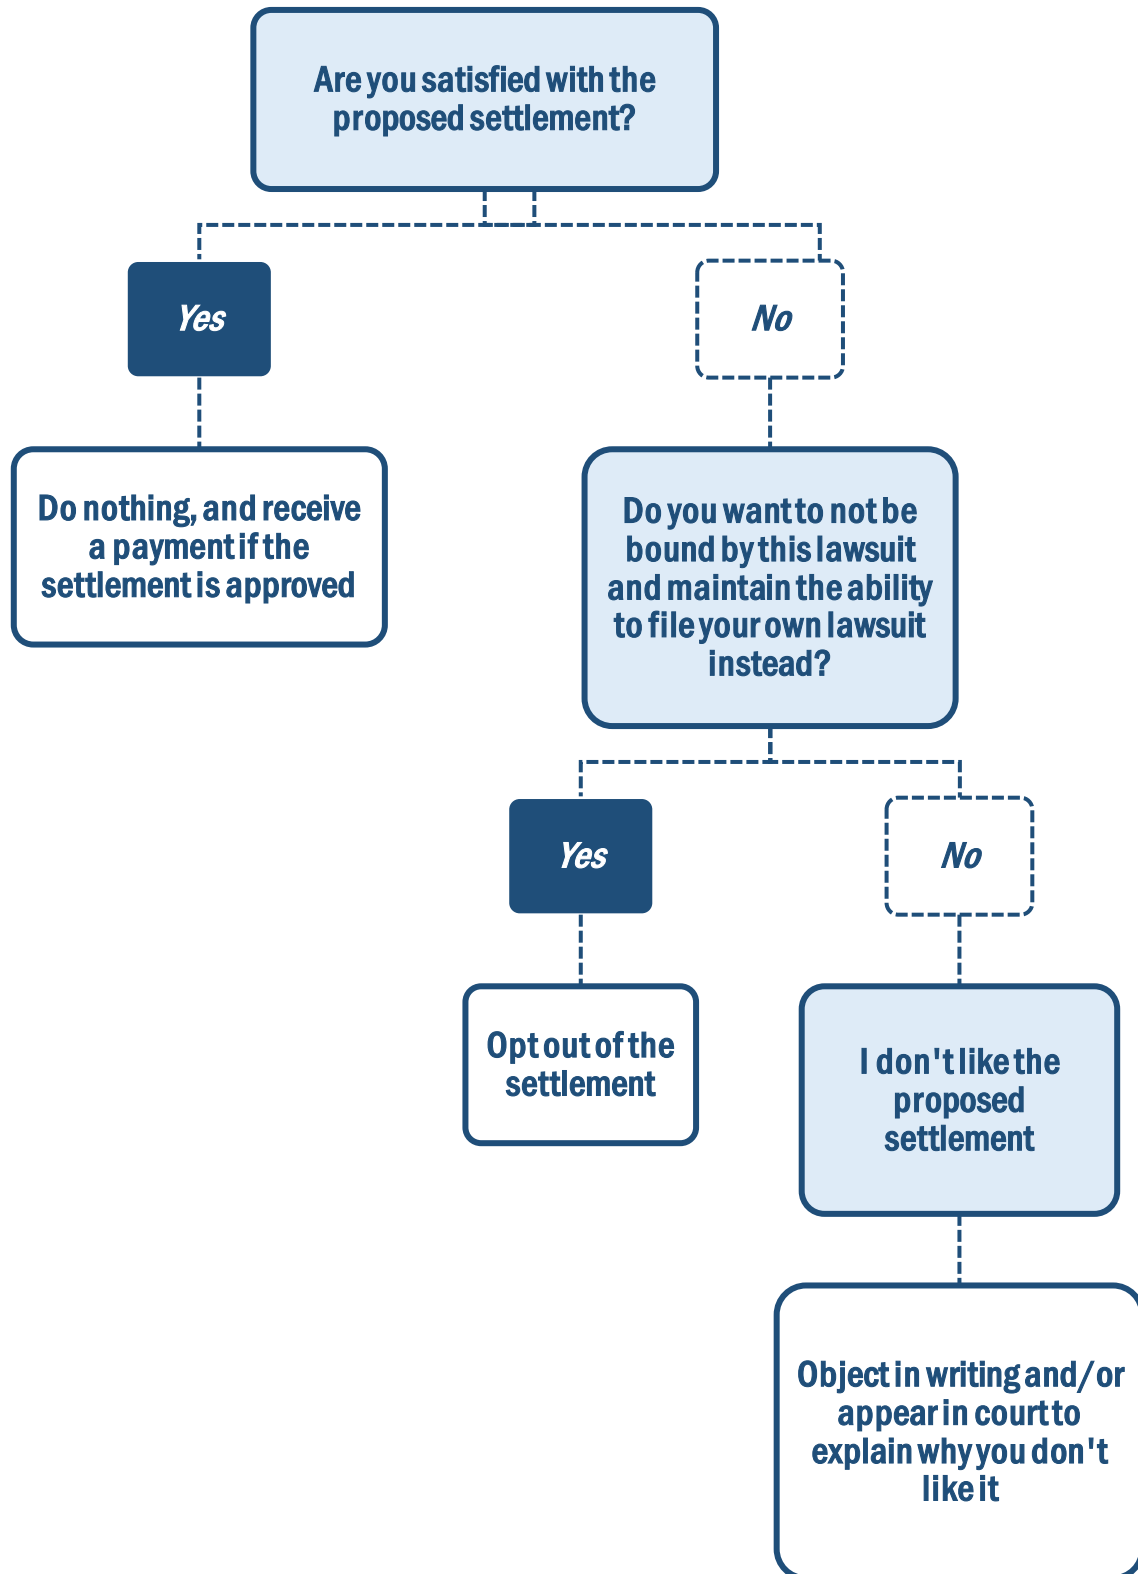 Are you satisfied with the
proposed settlement?
Yes
No
Do nothing, and receive
a payment if the
settlement is approved
Do you want to not be
bound by this lawsuit
and maintain the ability
to file your own lawsuit
instead?
Yes
No
Opt out of the
settlement
I don't like the
proposed
settlement
Object in writing and/or
appear in court to
explain why you don't
like it